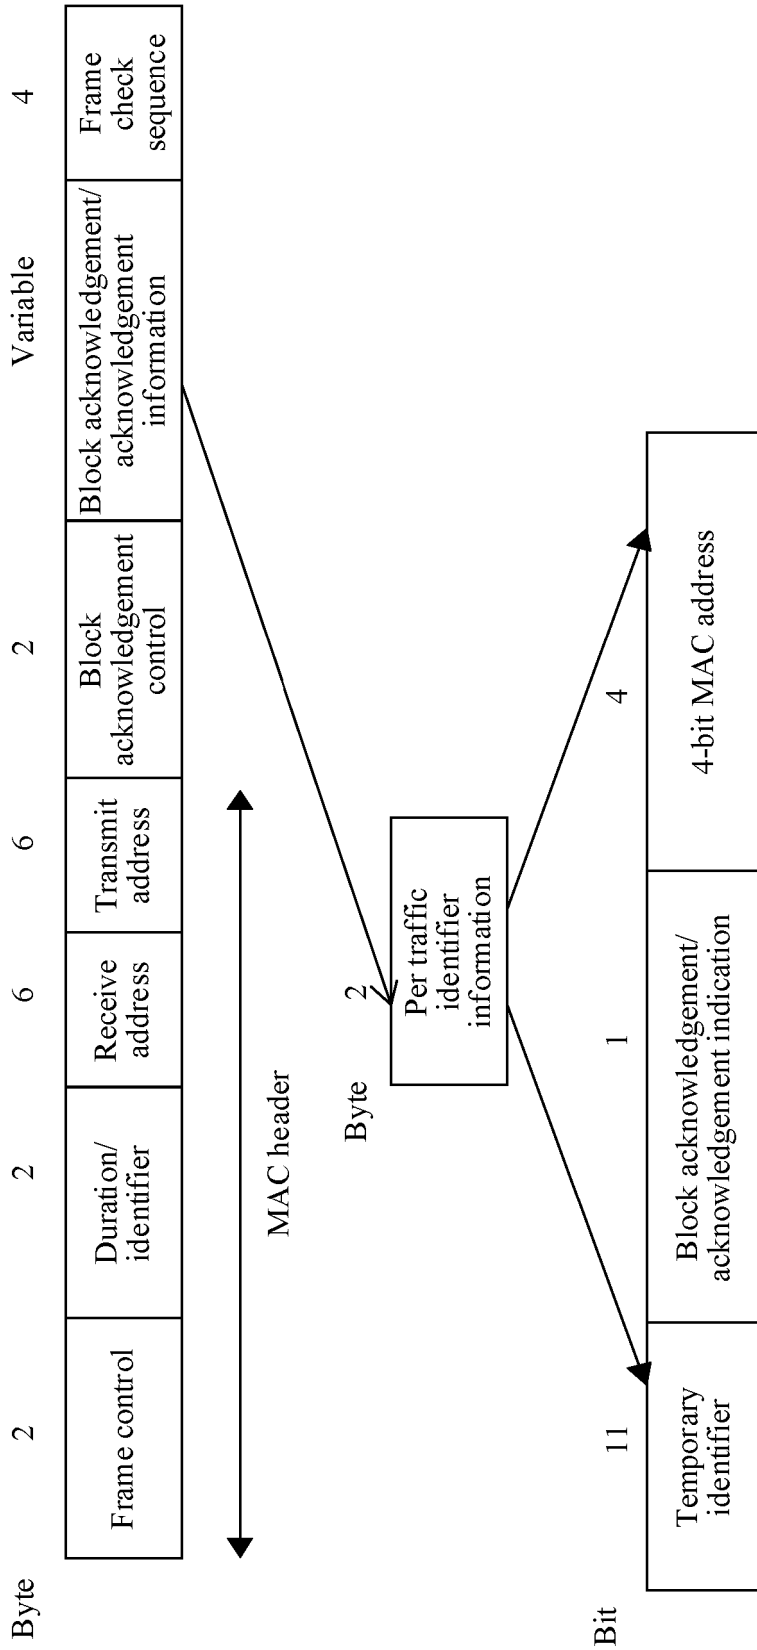 Byte
2
2
6
6
2
Variable
4
Frame control
Duration/
identifier
Receive
address
Transmit
address
Block
acknowledgement
control
Block acknowledgement/
acknowledgement
information
Frame
check
sequence
MAC header
Byte
2
Per traffic
identifier
information
Bit
11
1
4
Temporary
identifier
Block acknowledgement/
acknowledgement indication
4-bit MAC address